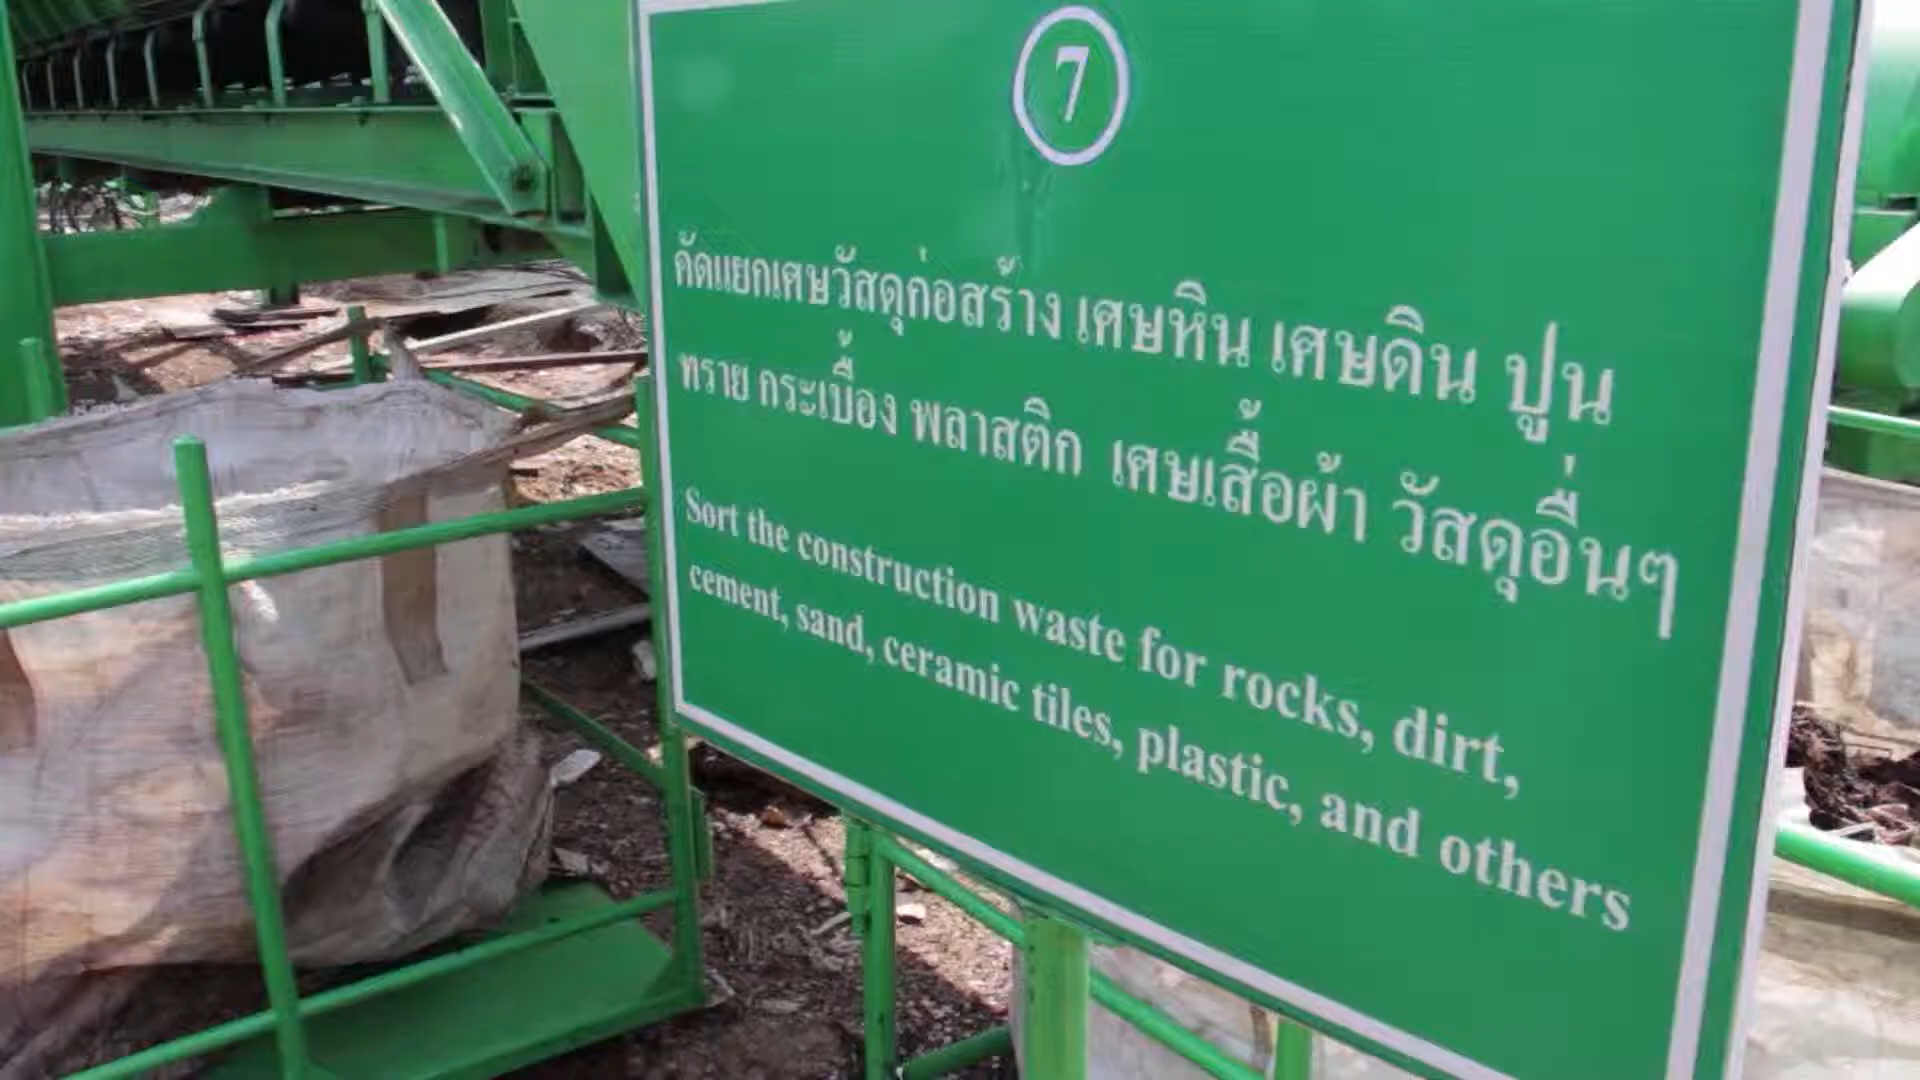 7
คัดแยกเศษวัสดุก่อสร้าง เศษหิน เศษดิน ปูน
ทราย กระเบื้อง พลาสติก เศษเสื้อผ้า วัสดุอื่นๆ
Sort the construction waste for rocks, dirt,
cement, sand, ceramic tiles, plastic, and others